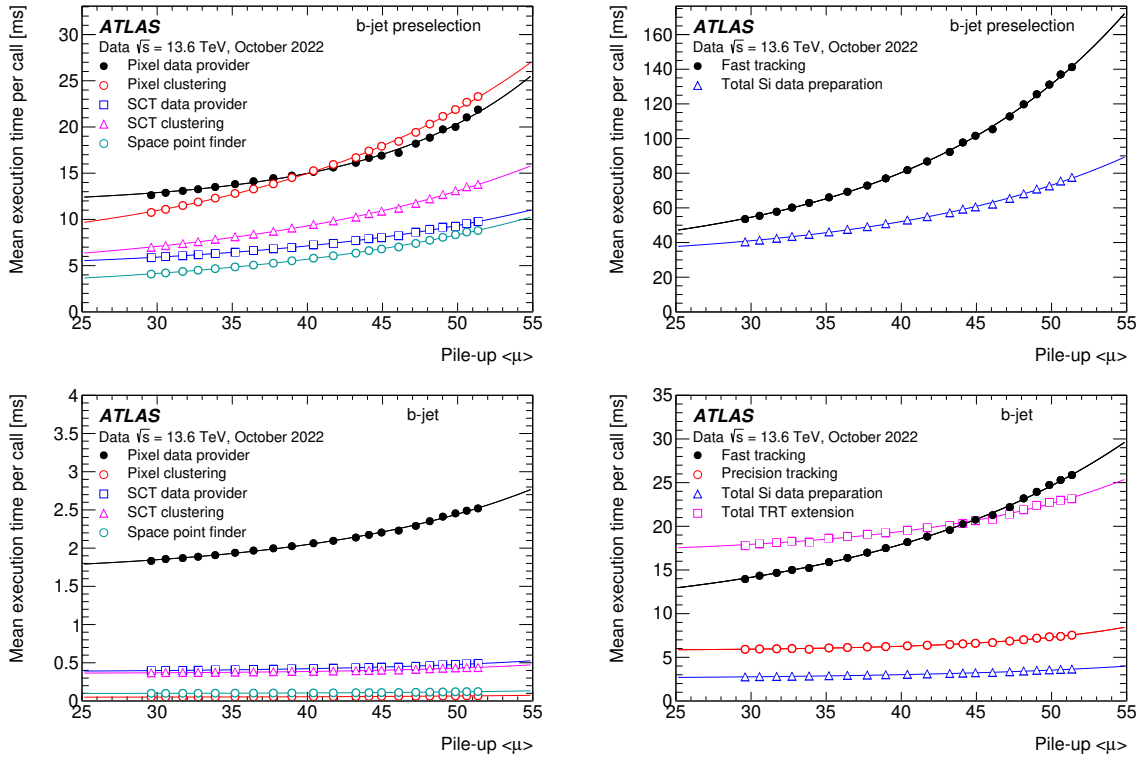 ATLAS
b-jet preselection
Data √s = 13.6 TeV, October 2022
Pixel data provider
Pixel clustering
SCT data provider
SCT clustering
Space point finder
Mean execution time per call [ms]
30
25
20
15
10
5
0
25 30 35 40 45 50 55
Pile-up <μ>
ATLAS
b-jet preselection
Data √s = 13.6 TeV, October 2022
Fast tracking
Total Si data preparation
Mean execution time per call [ms]
160
140
120
100
80
60
40
20
0
25 30 35 40 45 50 55
Pile-up <μ>
ATLAS
b-jet
Data √s = 13.6 TeV, October 2022
Pixel data provider
Pixel clustering
SCT data provider
SCT clustering
Space point finder
Mean execution time per call [ms]
4
3.5
3
2.5
2
1.5
1
0.5
0
25 30 35 40 45 50 55
Pile-up <μ>
ATLAS
b-jet
Data √s = 13.6 TeV, October 2022
Fast tracking
Precision tracking
Total Si data preparation
Total TRT extension
Mean execution time per call [ms]
35
30
25
20
15
10
5
0
25 30 35 40 45 50 55
Pile-up <μ>